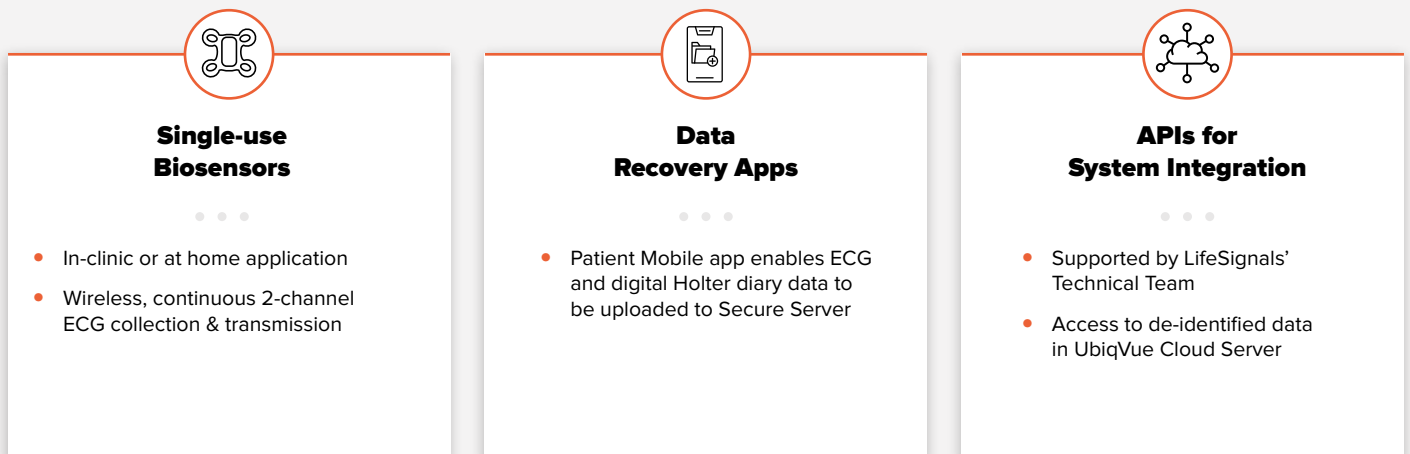 Single-use
Biosensors
In-clinic or at home application
Wireless, continuous 2-channel
ECG collection & transmission
Data
Recovery Apps
Patient Mobile app enables ECG
and digital Holter diary data to
be uploaded to Secure Server
APIs for
System Integration
Supported by LifeSignals’
Technical Team
Access to de-identified data
in UbiqVue Cloud Server